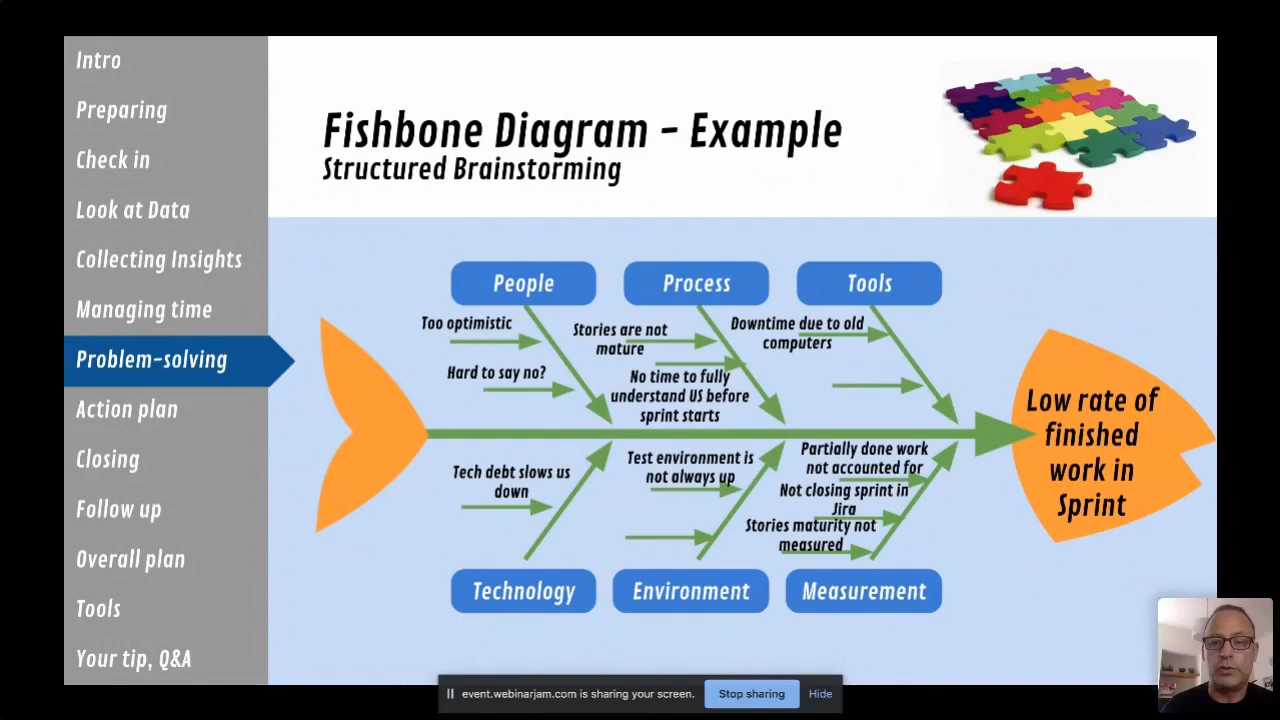 Intro
Preparing
Check in
Look at Data
Collecting Insights
Managing time
Problem-solving
Action plan
Closing
Follow up
Overall plan
Tools
Your tip, Q&A
Fishbone Diagram - Example
Structured Brainstorming
People
Process
Tools
Too optimistic
Hard to say no?
Stories are not
mature
No time to fully
understand US before
sprint starts
Downtime due to old
computers
Low rate of
finished
work in
Sprint
Tech debt slows us
down
Test environment is
not always up
Partially done work
not accounted for
Not closing sprint in
Jira
Stories maturity not
measured
Technology
Environment
Measurement
event.webinarjam.com is sharing your screen.
Stop sharing
Hide